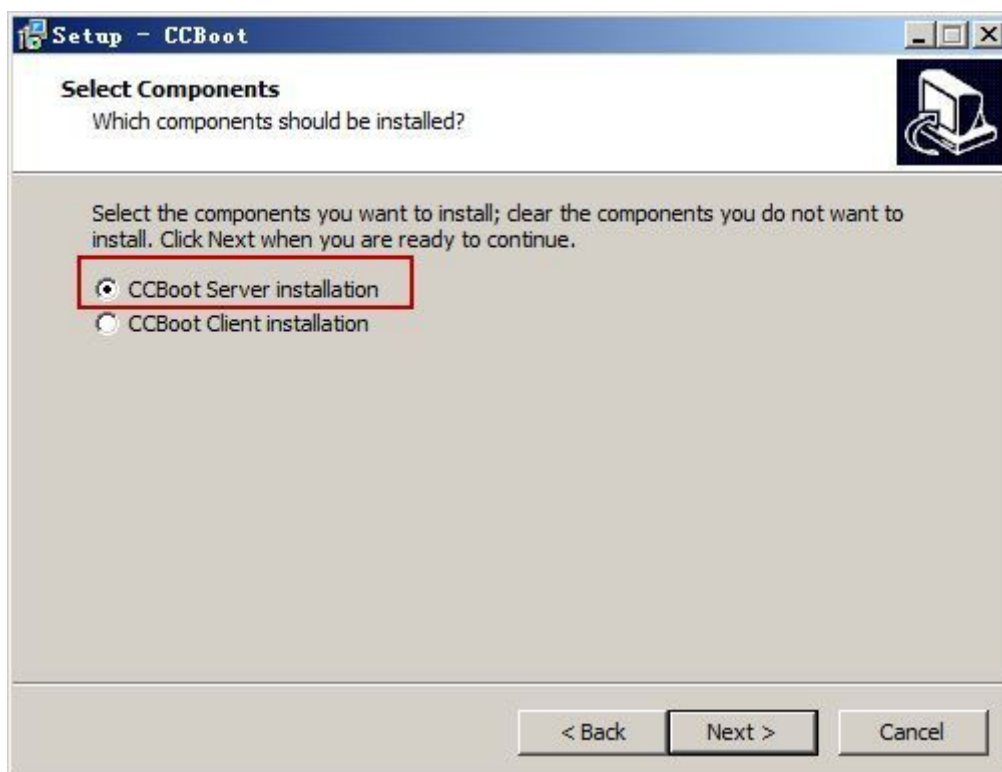 Setup - CCBoot
Select Components
Which components should be installed?
Select the components you want to install; clear the components you do not want to
install. Click Next when you are ready to continue.
CCBoot Server installation
CCBoot Client installation
< Back
Next >
Cancel